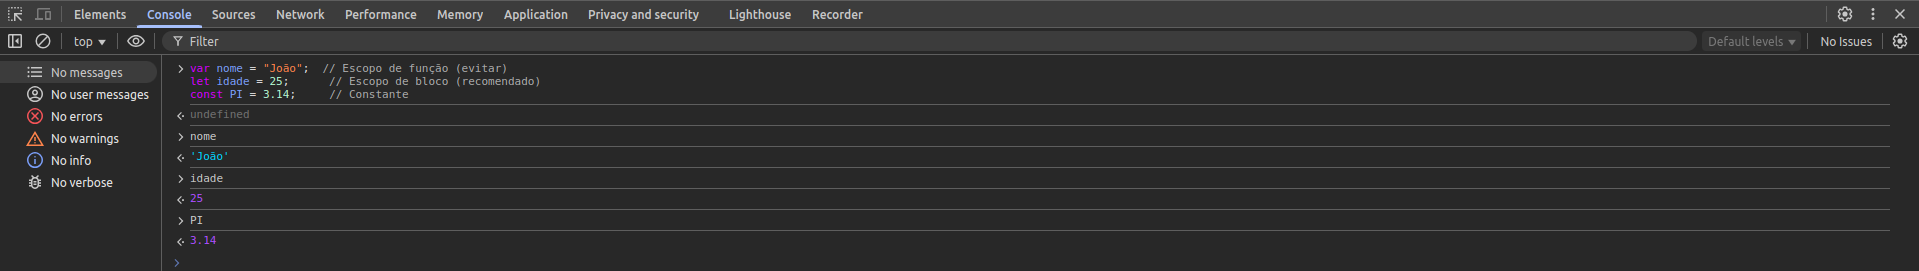 Elements Console Sources Network Performance Memory Application Privacy and security Lighthouse Recorder
top Filter Default levels No Issues
No messages
No user messages
No errors
No warnings
No info
No verbose
var nome = "João";  // Escopo de função (evitar)
let idade = 25;      // Escopo de bloco (recomendado)
const PI = 3.14;     // Constante
undefined
nome
'João'
idade
25
PI
3.14